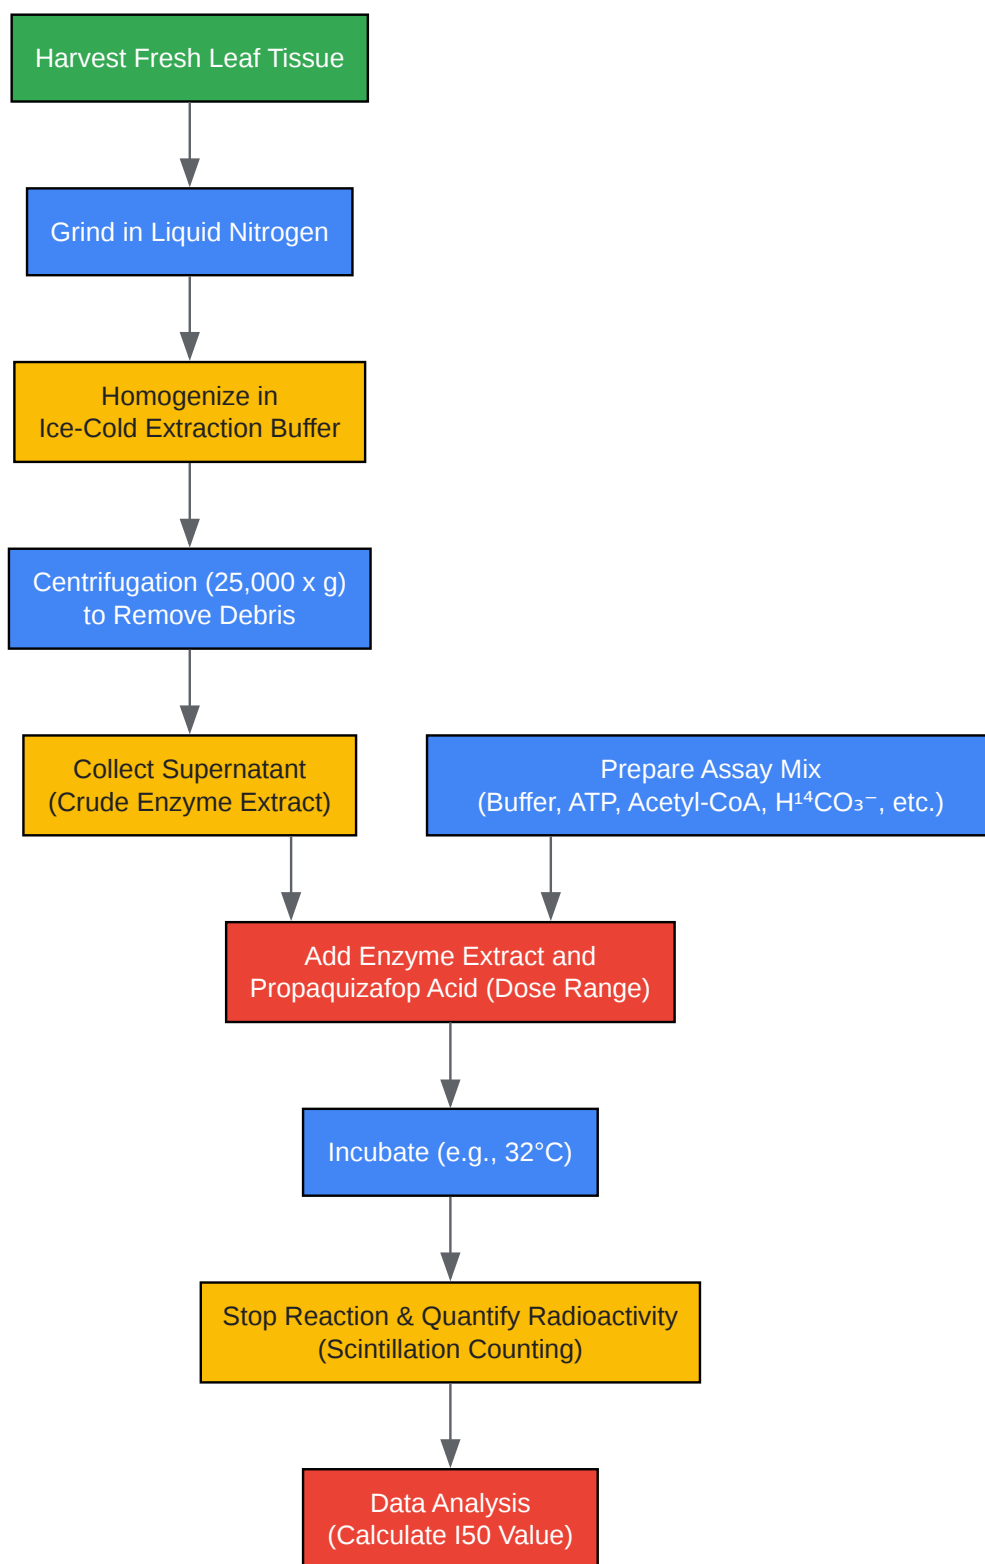 Harvest Fresh Leaf Tissue
Grind in Liquid Nitrogen
Homogenize in
Ice-Cold Extraction Buffer
Centrifugation (25,000 x g)
to Remove Debris
Collect Supernatant
(Crude Enzyme Extract)
Prepare Assay Mix
(Buffer, ATP, Acetyl-CoA, H¹⁴CO₃⁻, etc.)
Add Enzyme Extract and
Propaquizafop Acid (Dose Range)
Incubate (e.g., 32°C)
Stop Reaction & Quantify Radioactivity
(Scintillation Counting)
Data Analysis
(Calculate I50 Value)